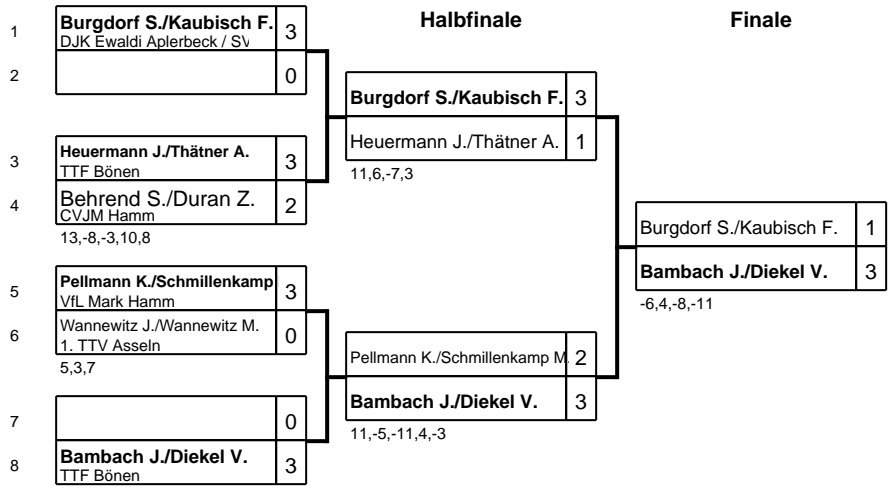 Halbfinale
Finale
1
Burgdorf S./Kaubisch F.
3
DJK Ewaldi Aplerbeck / SV
2
0
3
Heuermann J./Thätner A.
3
TTF Bönen
4
Behrend S./Duran Z.
2
CVJM Hamm
13,-8,-3,10,8
5
Pellmann K./Schmillenkamp
3
VfL Mark Hamm
6
Wannewitz J./Wannewitz M.
0
1. TTV Asseln
5,3,7
7
0
8
Bambach J./Diekel V.
3
TTF Bönen
Burgdorf S./Kaubisch F.
3
Heuermann J./Thätner A.
1
11,6,-7,3
Pellmann K./Schmillenkamp M.
2
Bambach J./Diekel V.
3
11,-5,-11,4,-3
Burgdorf S./Kaubisch F.
1
Bambach J./Diekel V.
3
-6,4,-8,-11